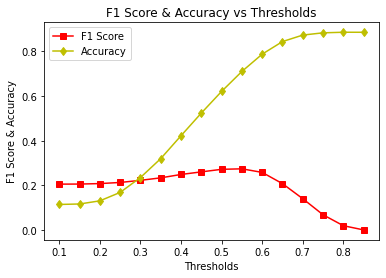 F1 Score & Accuracy vs Thresholds
F1 Score
Accuracy
F1 Score & Accuracy
0.8
0.6
0.4
0.2
0.0
0.1 0.2 0.3 0.4 0.5 0.6 0.7 0.8
Thresholds